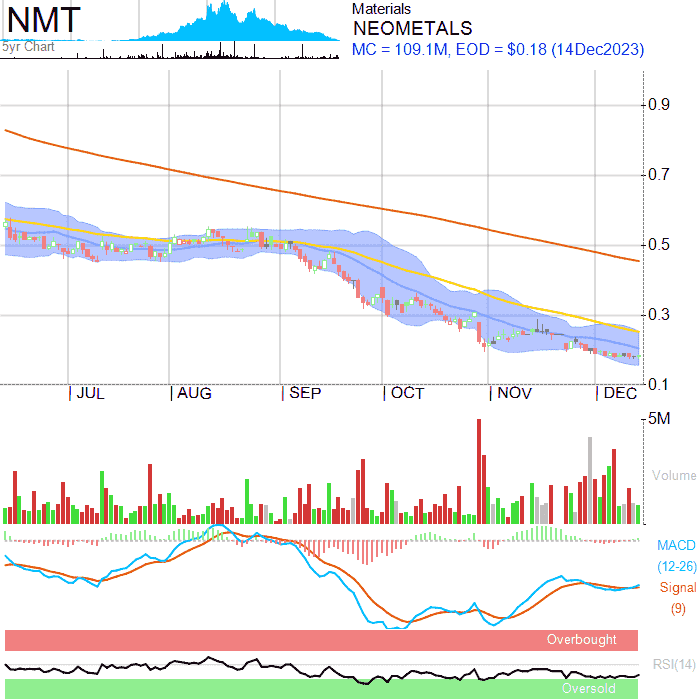 NMT
5yr Chart
Materials
NEOMETALS
MC = 109.1M, EOD = $0.18 (14Dec2023)
0.9
0.7
0.5
0.3
0.1
JUL AUG SEP OCT NOV DEC
5M
Volume
MACD
(12-26)
Signal
(9)
Overbought
RSI(14)
Oversold